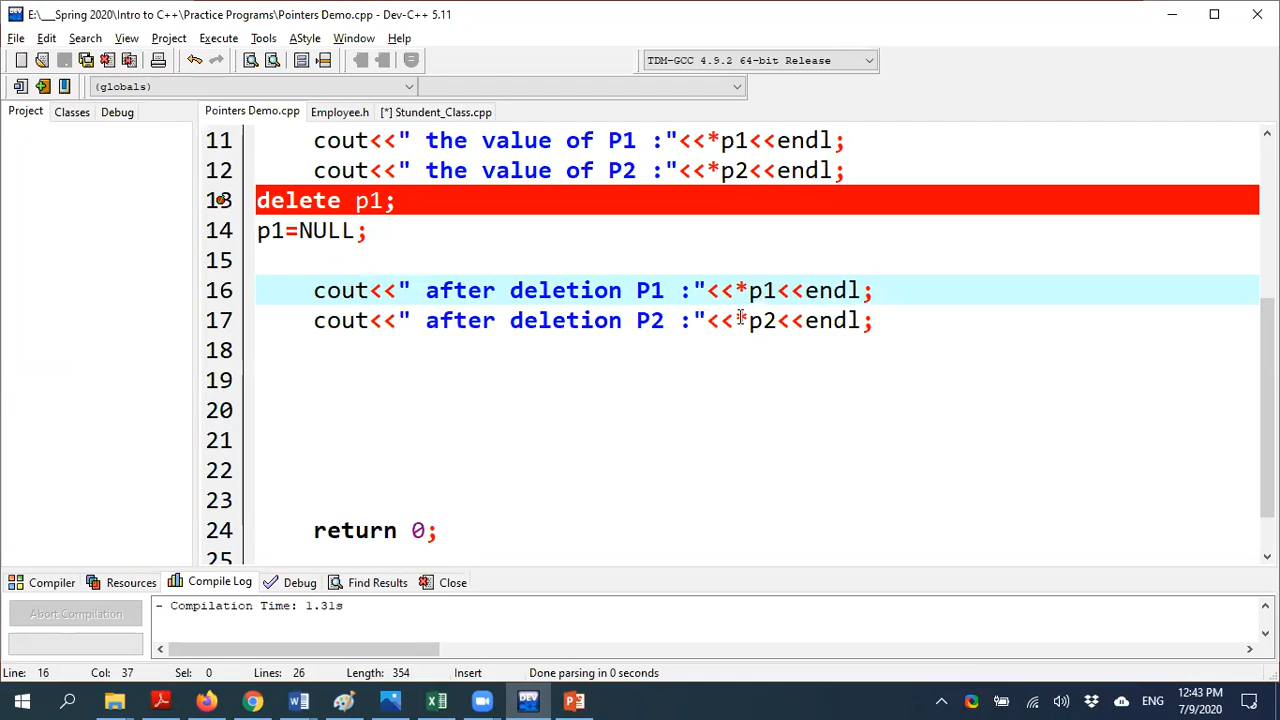 E:\___Spring 2020\Intro to C++\Practice Programs\Pointers Demo.cpp - Dev-C++ 5.11
File Edit Search View Project Execute Tools AStyle Window Help
TDM-GCC 4.9.2 64-bit Release
(globals)
Project Classes Debug Pointers Demo.cpp Employee.h [*] Stundent_Class.cpp
11 cout<<" the value of P1 :"<<*p1<<endl;
12 cout<<" the value of P2 :"<<*p2<<endl;
13 delete p1;
14 p1=NULL;
15
16 cout<<" after deletion P1 :"<<*p1<<endl;
17 cout<<" after deletion P2 :"<<*p2<<endl;
18
19
20
21
22
23
24 return 0;
25
Compiler Resources Compile Log Debug Find Results Close
Abort Compilation
- Compilation Time: 1.31s
Line: 16 Col: 37 Sel: 0 Lines: 26 Length: 354 Insert Done parsing in 0 seconds
DEV
ENG
12:43 PM
7/9/2020